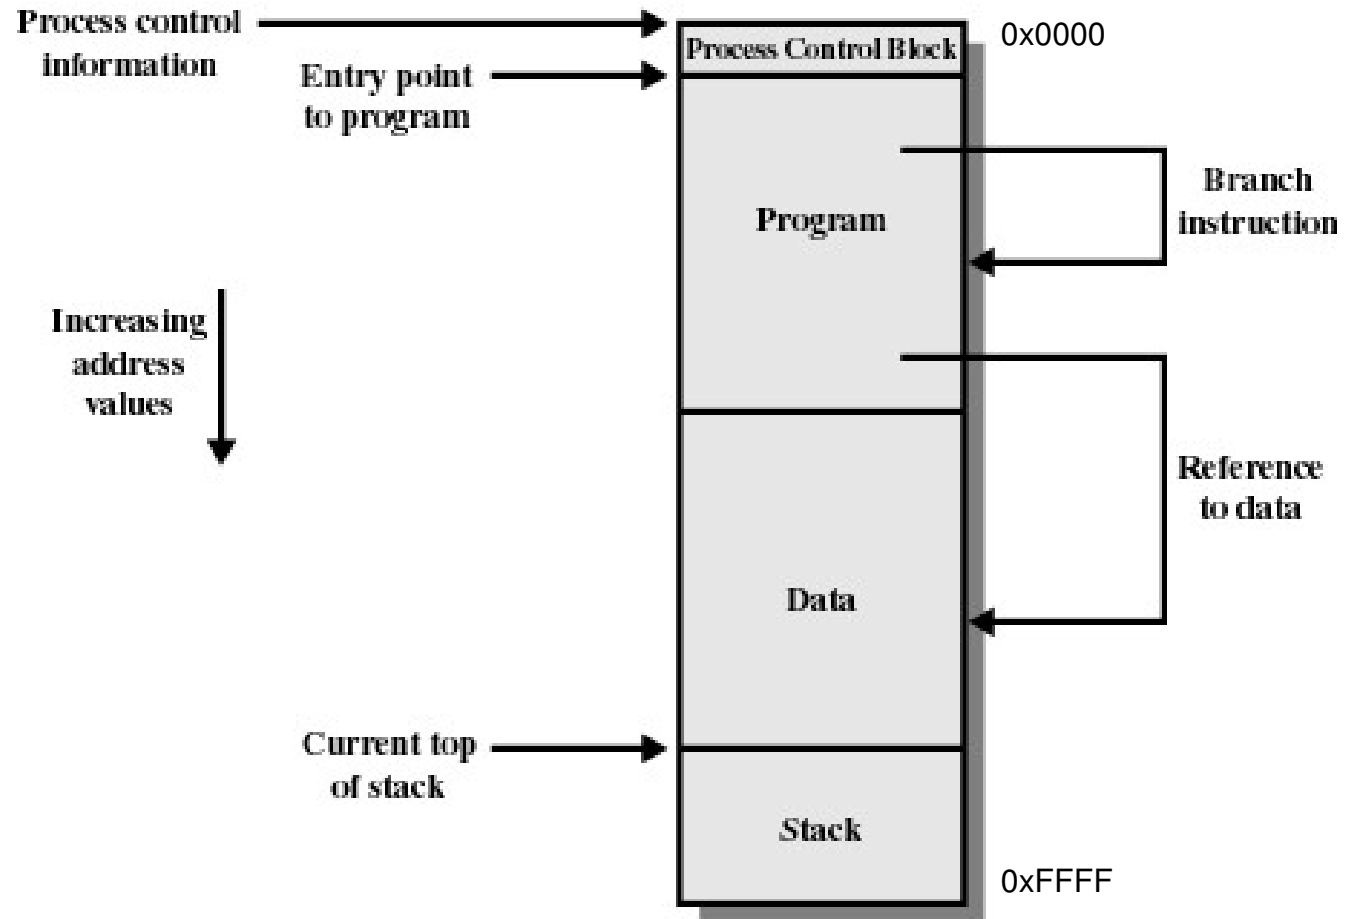 Process control
information
Process Control Block
0x0000
Entry point
to program
Branch
instruction
Program
Increasing
address
values
Reference
to data
Data
Current top
of stack
Stack
0xFFFF